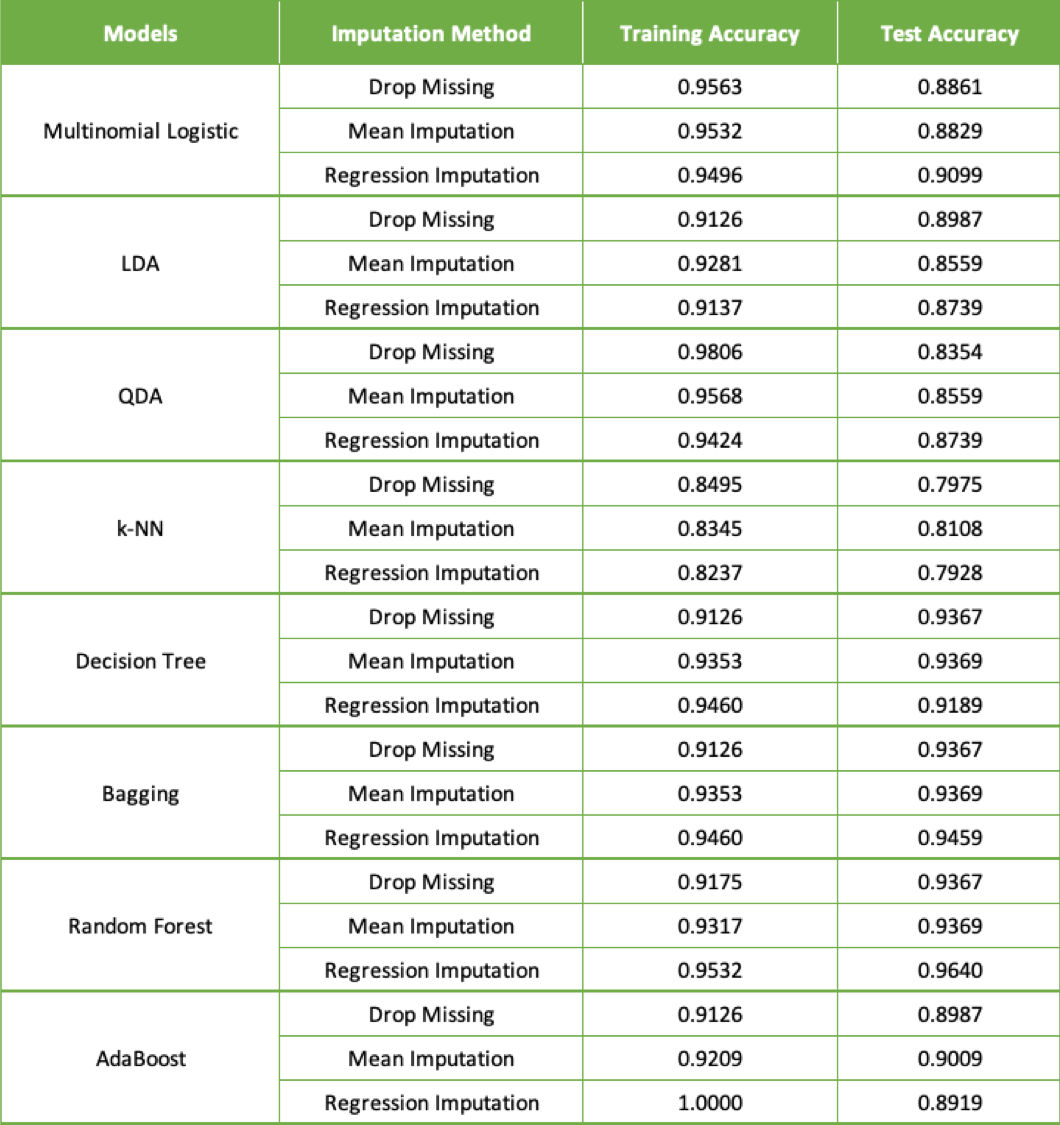 Models Imputation Method Training Accuracy Test Accuracy
Drop Missing 0.9563 0.8861
Multinomial Logistic Mean Imputation 0.9532 0.8829
Regression Imputation 0.9496 0.9099
Drop Missing 0.9126 0.8987
LDA Mean Imputation 0.9281 0.8559
Regression Imputation 0.9137 0.8739
Drop Missing 0.9806 0.8354
QDA Mean Imputation 0.9568 0.8559
Regression Imputation 0.9424 0.8739
Drop Missing 0.8495 0.7975
k-NN Mean Imputation 0.8345 0.8108
Regression Imputation 0.8237 0.7928
Drop Missing 0.9126 0.9367
Decision Tree Mean Imputation 0.9353 0.9369
Regression Imputation 0.9460 0.9189
Drop Missing 0.9126 0.9367
Bagging Mean Imputation 0.9353 0.9369
Regression Imputation 0.9460 0.9459
Drop Missing 0.9175 0.9367
Random Forest Mean Imputation 0.9317 0.9369
Regression Imputation 0.9532 0.9640
Drop Missing 0.9126 0.8987
AdaBoost Mean Imputation 0.9209 0.9009
Regression Imputation 1.0000 0.8919